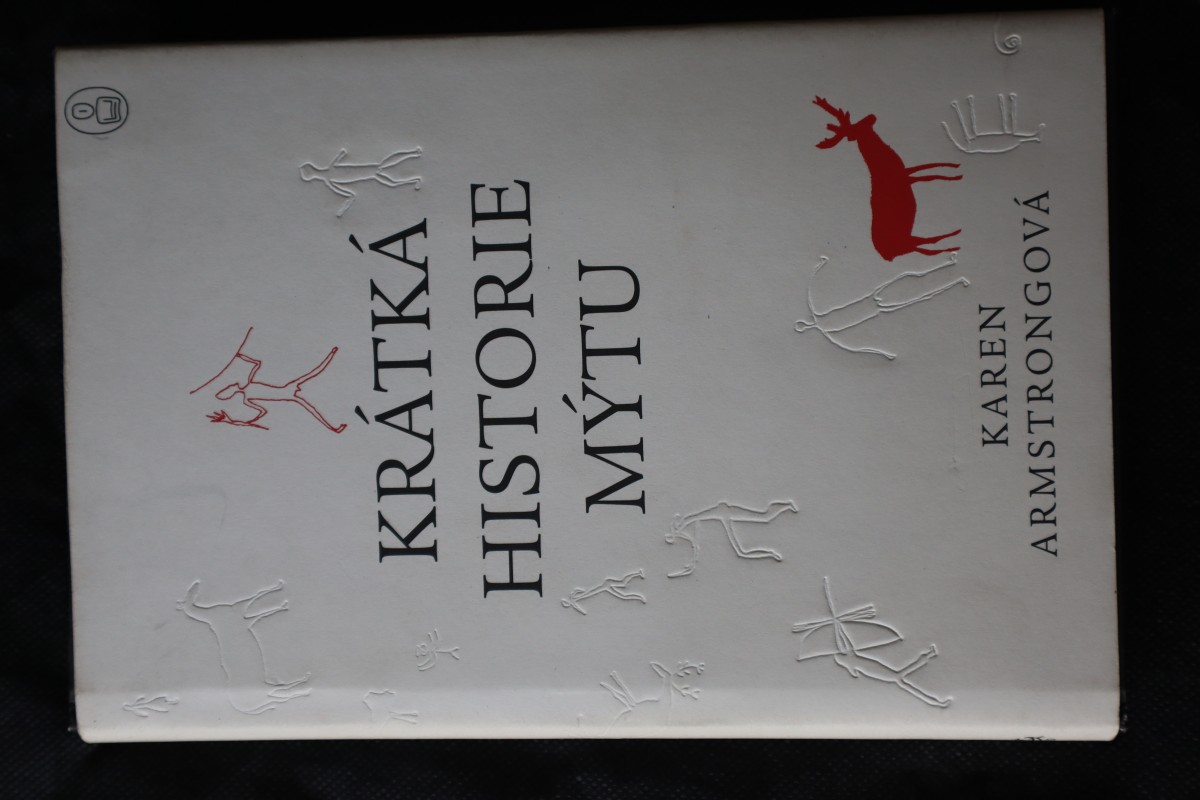 KRÁTKÁ
HISTORIE
MÝTU
KAREN
ARMSTRONGOVÁ